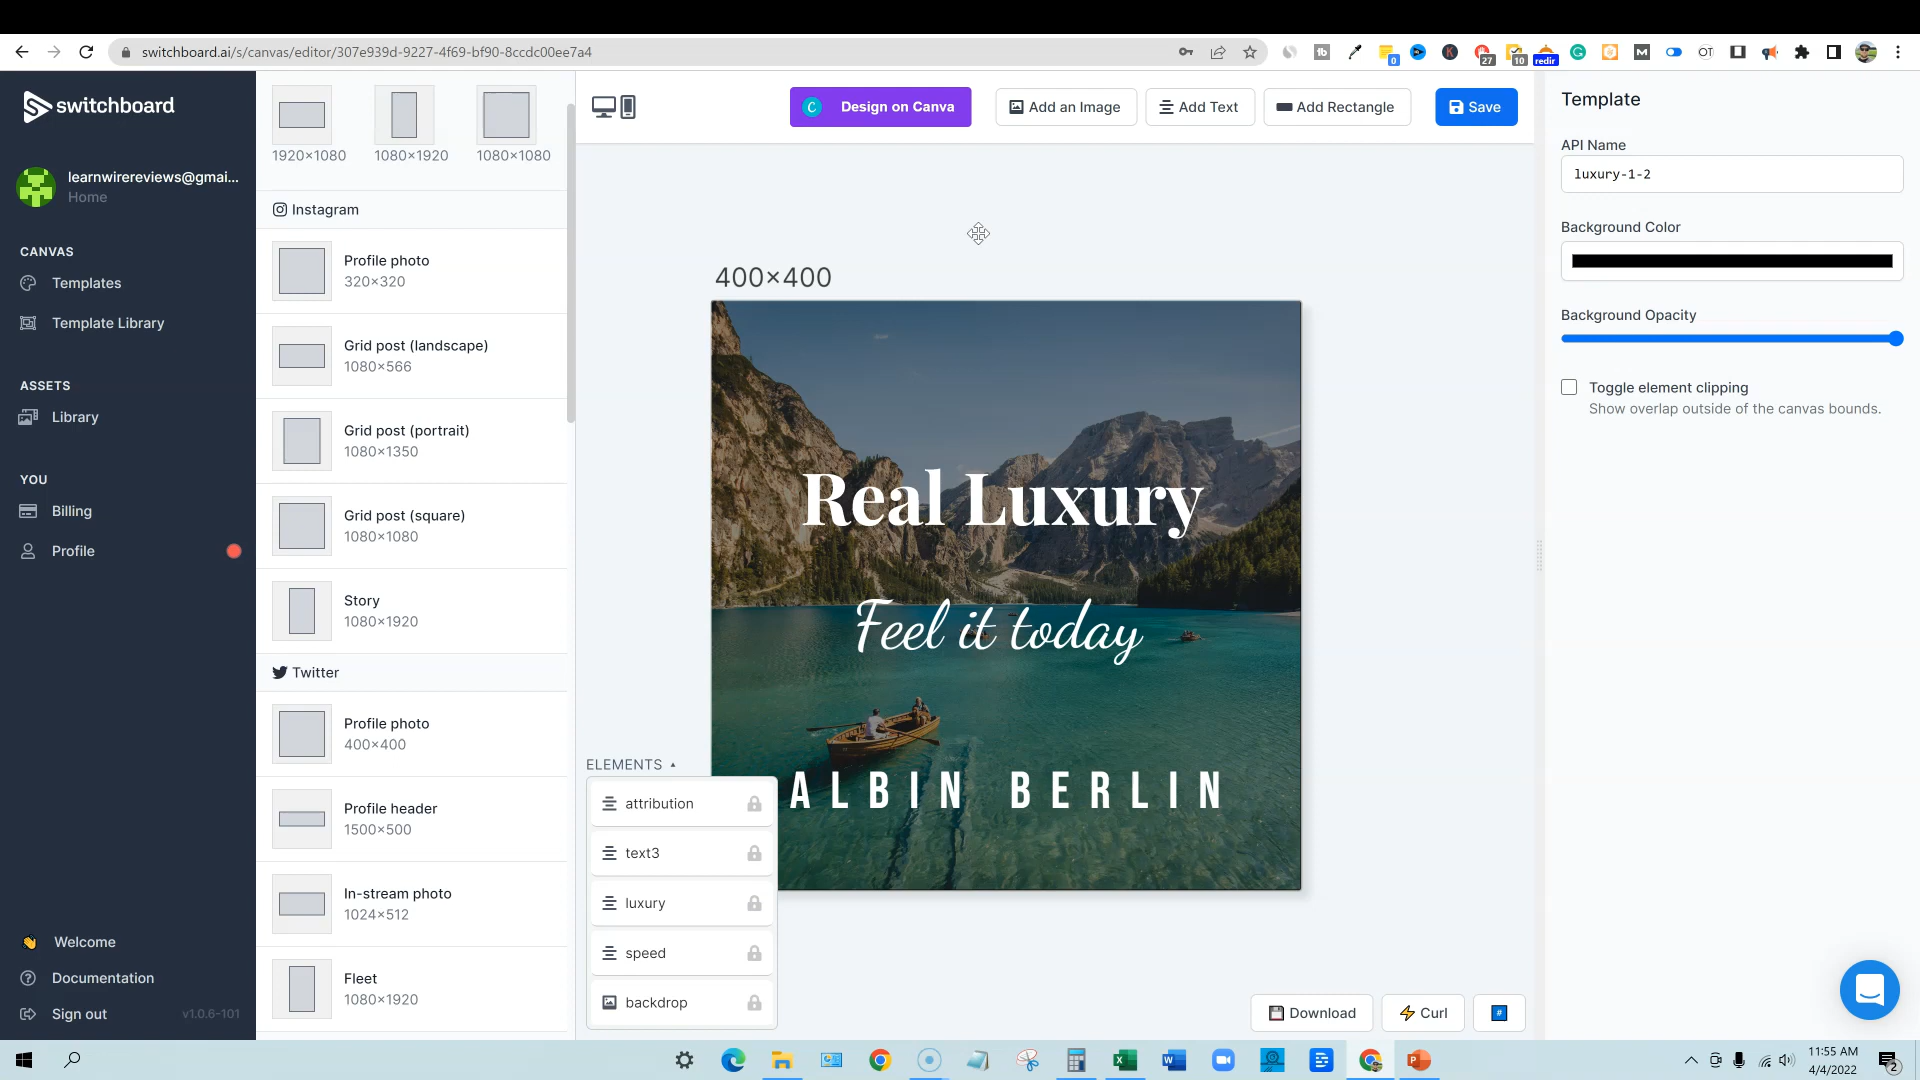 switchboard.ai/s/canvas/editor/307e939d-9227-4f69-bf90-8ccdc00ee7a4
0
27
10
redir
switchboard
learnwirereviews@gmai...
Home
CANVAS
Templates
Template Library
ASSETS
Library
YOU
Billing
Profile
Welcome
Documentation
Sign out
v1.0.6-101
1920×1080
1080×1920
1080×1080
Instagram
Profile photo
320×320
Grid post (landscape)
1080×566
Grid post (portrait)
1080×1350
Grid post (square)
1080×1080
Story
1080×1920
Twitter
Profile photo
400×400
Profile header
1500×500
In-stream photo
1024×512
Fleet
1080×1920
Design on Canva
Add an Image
Add Text
Add Rectangle
Save
400×400
Real Luxury
Feel it today
ALBIN BERLIN
ELEMENTS
attribution
text3
luxury
speed
backdrop
Download
Curl
#
Template
API Name
luxury-1-2
Background Color
Background Opacity
Toggle element clipping
Show overlap outside of the canvas bounds.
11:55 AM
4/4/2022
2